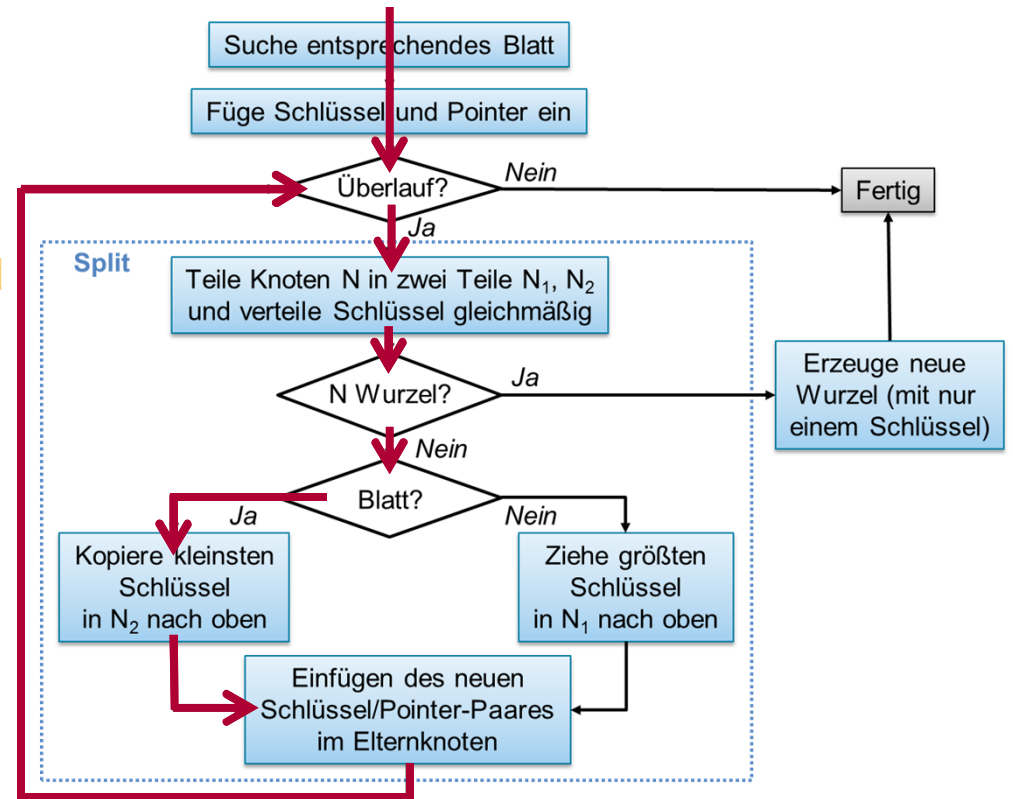 Suche entsprechendes Blatt
Füge Schlüssel und Pointer ein
Überlauf?
Nein
Fertig
Ja
Split
Teile Knoten N in zwei Teile N₁, N₂
und verteile Schlüssel gleichmäßig
N Wurzel?
Ja
Erzeuge neue
Wurzel (mit nur
einem Schlüssel)
Nein
Blatt?
Ja
Nein
Kopiere kleinsten
Schlüssel
in N₂ nach oben
Ziehe größten
Schlüssel
in N₁ nach oben
Einfügen des neuen
Schlüssel/Pointer-Paares
im Elternknoten